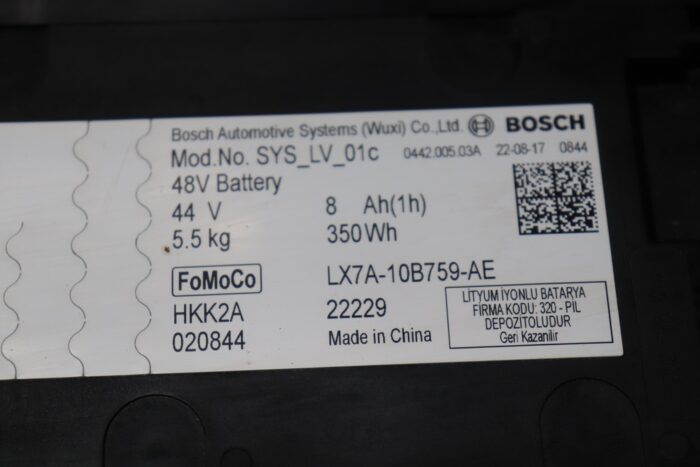 Bosch Automotive Systems (Wuxi) Co.,Ltd. BOSCH
Mod.No. SYS_LV_01c 0442.005.03A 22-08-17 0844
48V Battery
44 V 8 Ah(1h)
5.5 kg 350Wh
FoMoCo LX7A-10B759-AE
HKK2A 22229
020844 Made in China
LİTYUM İYONLU BATARYA
FİRMA KODU: 320 - PİL
DEPOZİTOLUDUR
Geri Kazanilir